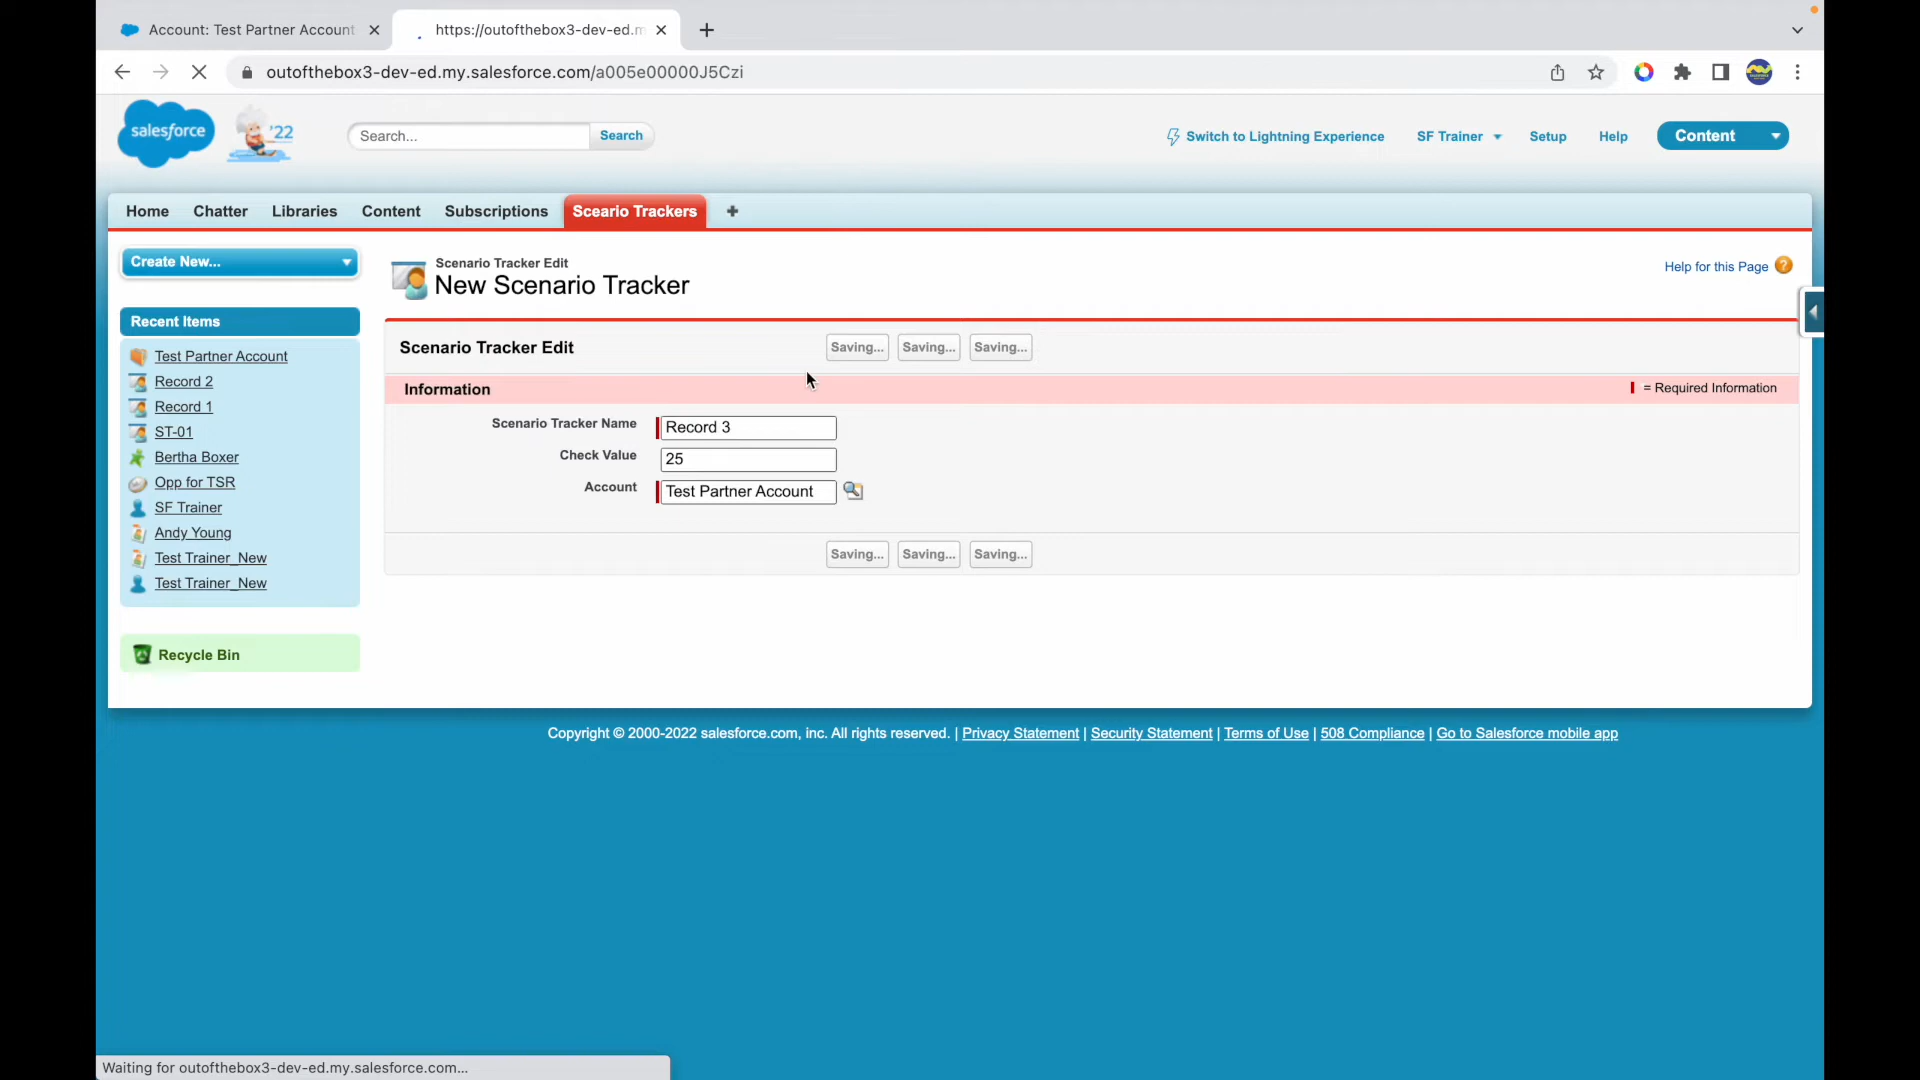 Account: Test Partner Account
https://outofthebox3-dev-ed.m
outofthebox3-dev-ed.my.salesforce.com/a005e00000J5Czi
salesforce
'22
Search...
Search
Switch to Lightning Experience
SF Trainer
Setup
Help
Content
Home
Chatter
Libraries
Content
Subscriptions
Sceario Trackers
Create New...
Scenario Tracker Edit
New Scenario Tracker
Help for this Page
Recent Items
Test Partner Account
Record 2
Record 1
ST-01
Bertha Boxer
Opp for TSR
SF Trainer
Andy Young
Test Trainer_New
Test Trainer_New
Recycle Bin
Scenario Tracker Edit
Saving...
Saving...
Saving...
Information
= Required Information
Scenario Tracker Name
Record 3
Check Value
25
Account
Test Partner Account
Saving...
Saving...
Saving...
Copyright © 2000-2022 salesforce.com, inc. All rights reserved. | Privacy Statement | Security Statement | Terms of Use | 508 Compliance | Go to Salesforce mobile app
Waiting for outofthebox3-dev-ed.my.salesforce.com...